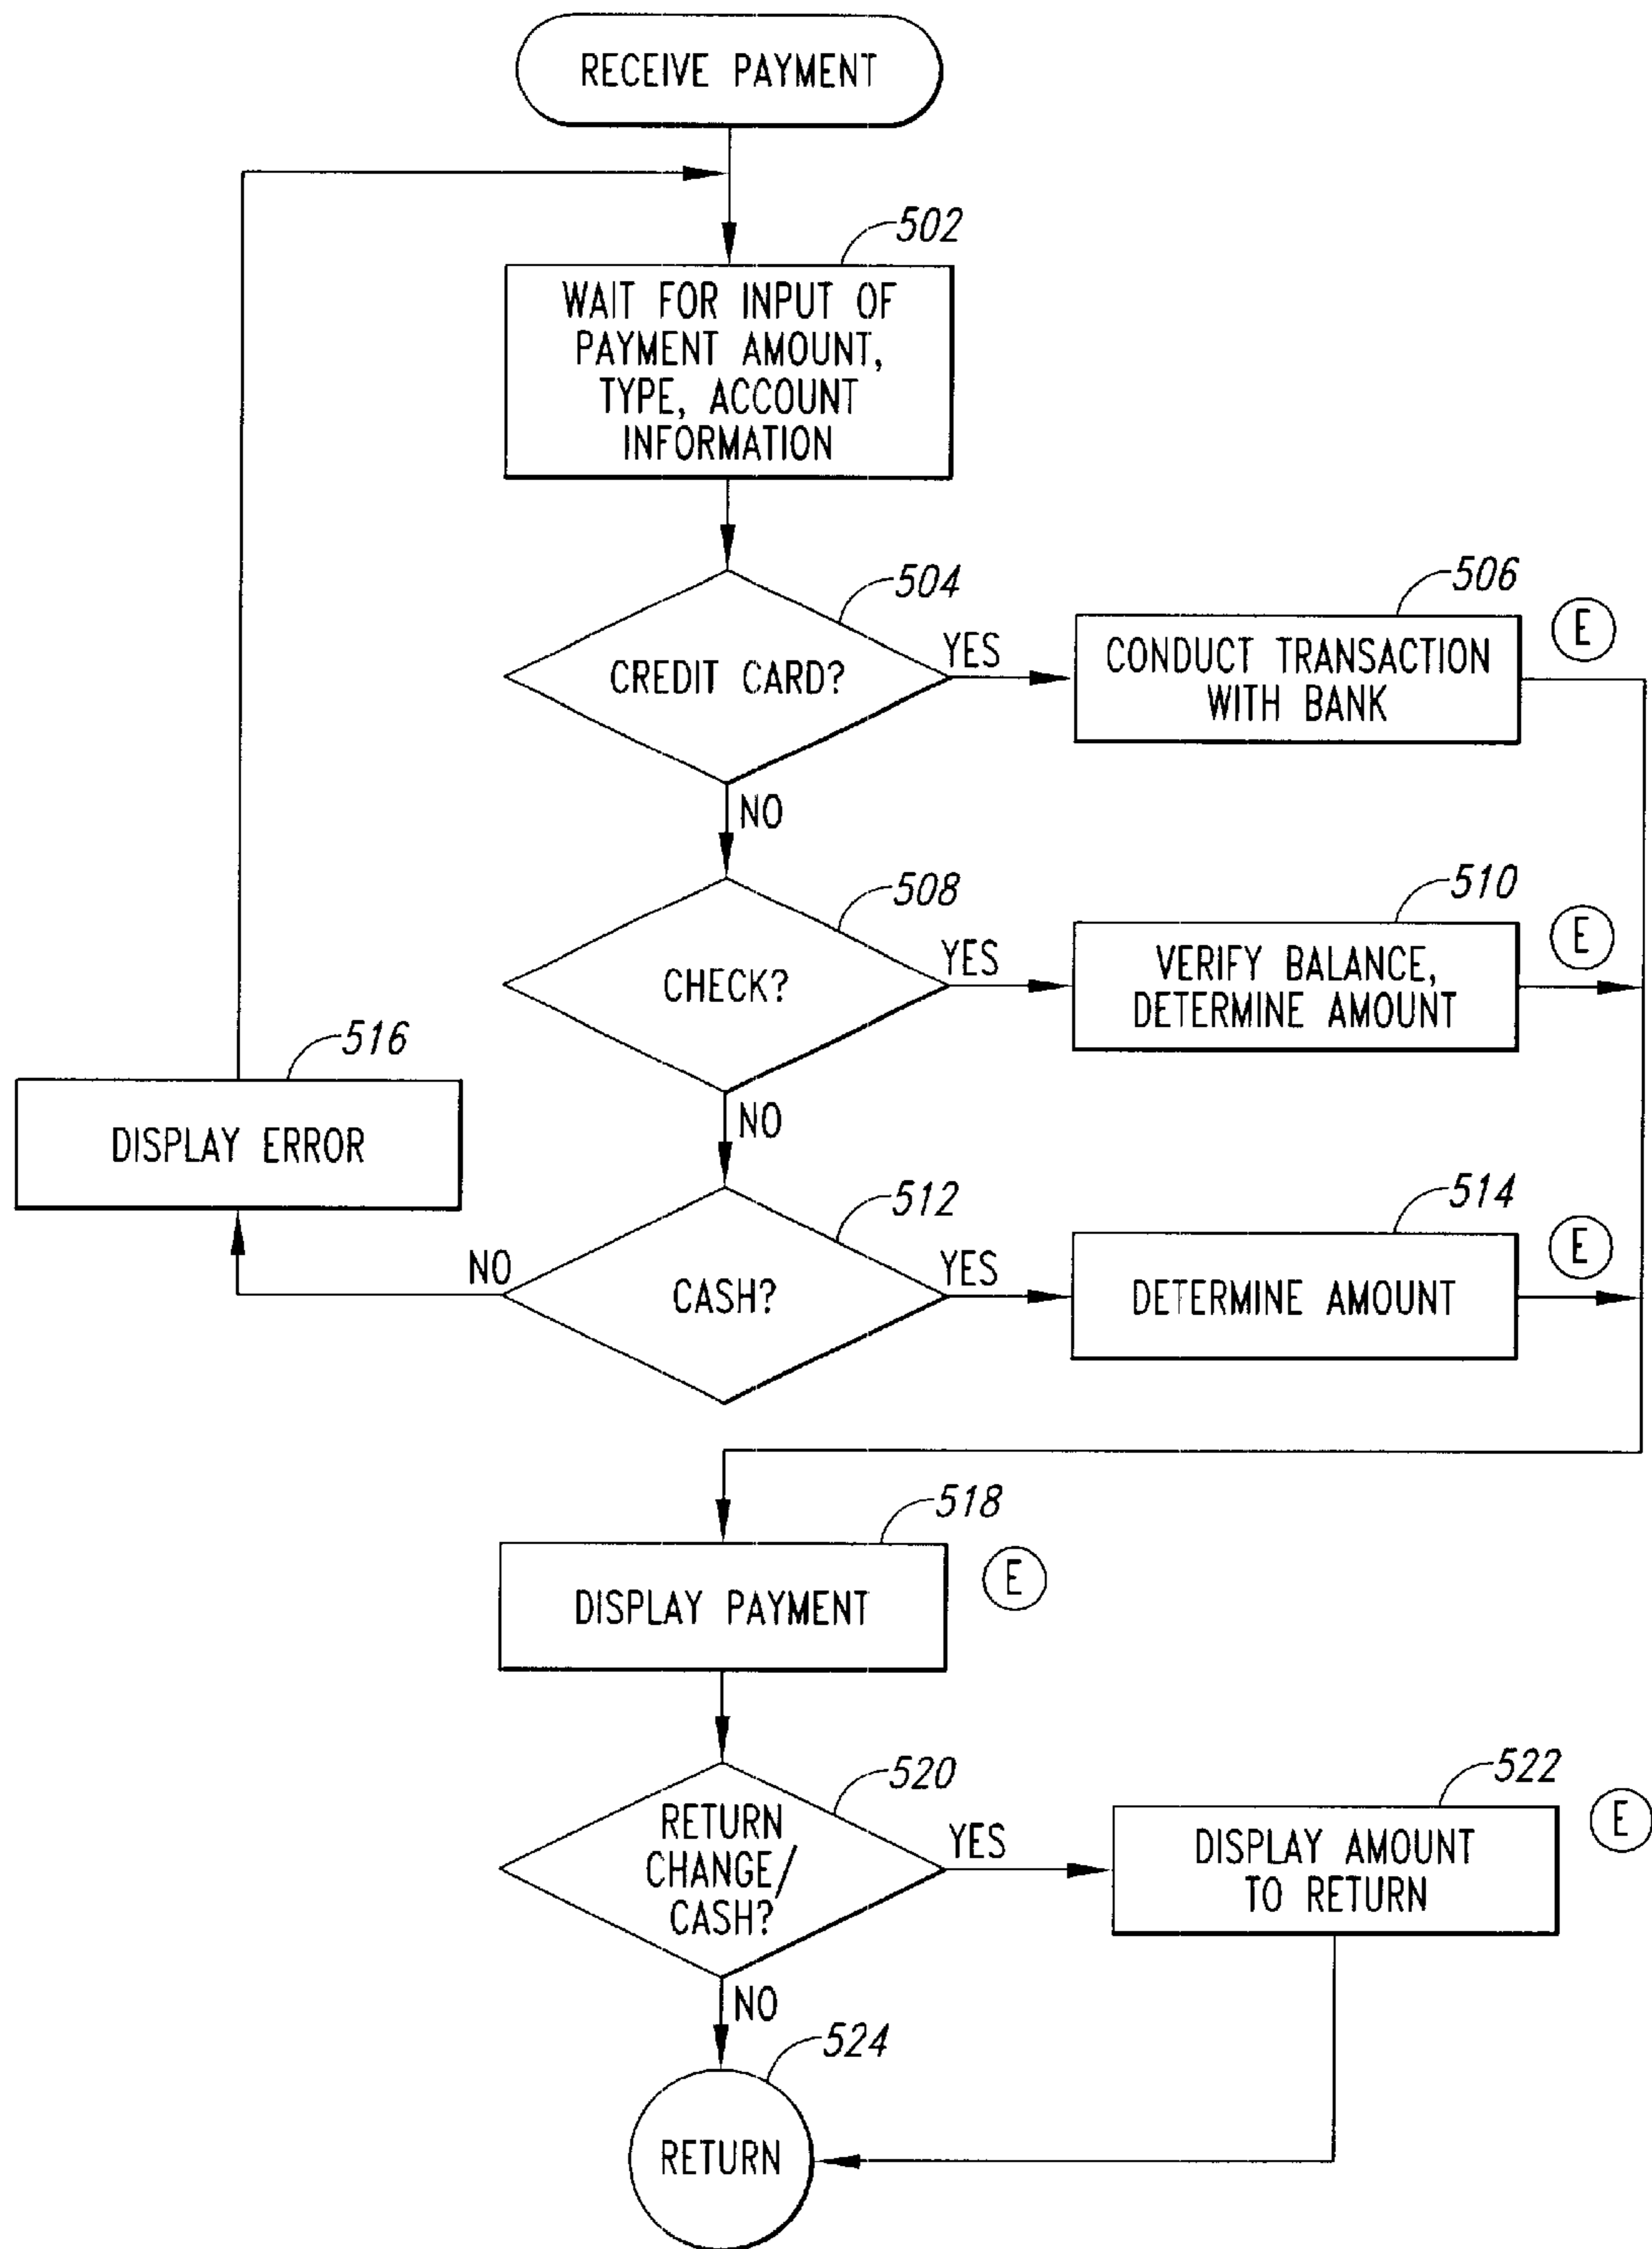 RECEIVE PAYMENT
502
WAIT FOR INPUT OF
PAYMENT AMOUNT,
TYPE, ACCOUNT
INFORMATION
504
CREDIT CARD?
YES
506
CONDUCT TRANSACTION
WITH BANK
E
NO
508
CHECK?
YES
510
VERIFY BALANCE,
DETERMINE AMOUNT
E
NO
516
DISPLAY ERROR
512
CASH?
NO
YES
514
DETERMINE AMOUNT
E
518
DISPLAY PAYMENT
E
520
RETURN
CHANGE/
CASH?
YES
522
DISPLAY AMOUNT
TO RETURN
E
NO
524
RETURN